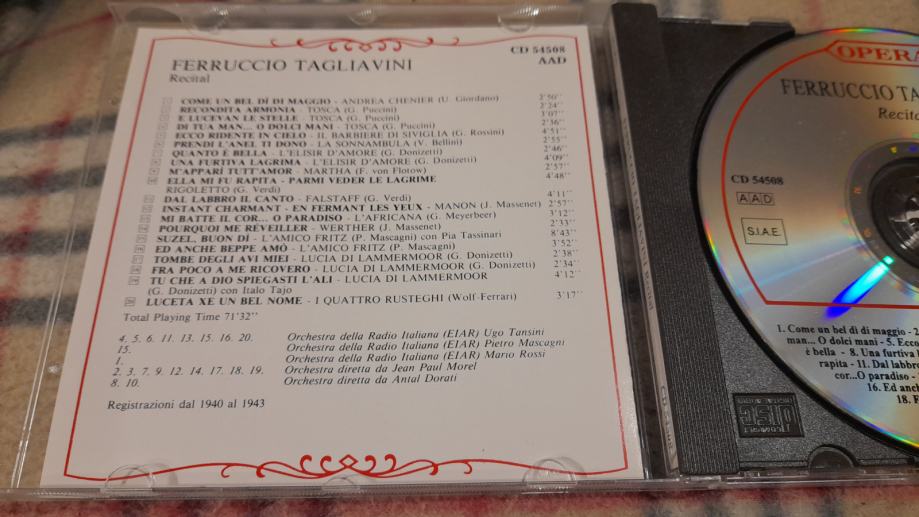 CD 54508
FERRUCCIO TAGLIAVINI AAD
Recital
COME UN BEL DÌ DI MAGGIO - ANDREA CHENIER (U. Giordano) 2'50''
RECONDITA ARMONIA - TOSCA (G. Puccini) 2'24''
E LUCEVAN LE STELLE - TOSCA (G. Puccini) 3'07''
DI TUA MAN... O DOLCI MANI - TOSCA (G. Puccini) 2'36''
ECCO RIDENTE IN CIELO - IL BARBIERE DI SIVIGLIA (G. Rossini) 4'51''
PRENDI L'ANEL TI DONO - LA SONNAMBULA (V. Bellini) 2'55''
QUANTO È BELLA - L'ELISIR D'AMORE (G. Donizetti) 2'46''
UNA FURTIVA LAGRIMA - L'ELISIR D'AMORE (G. Donizetti) 4'09''
M'APPARÌ TUTT'AMOR - MARTHA (F. von Flotow) 2'57''
ELLA MI FU RAPITA - PARMI VEDER LE LAGRIME 4'48''
RIGOLETTO (G. Verdi)
DAL LABBRO IL CANTO - FALSTAFF (G. Verdi) 4'11''
INSTANT CHARMANT - EN FERMANT LES YEUX - MANON (J. Massenet) 2'57''
MI BATTE IL COR... O PARADISO - L'AFRICANA (G. Meyerbeer) 3'12''
POURQUOI ME RÉVEILLER - WERTHER (J. Massenet) 2'33''
SUZEL, BUON DÌ - L'AMICO FRITZ (P. Mascagni) con Pia Tassinari 8'43''
ED ANCHE BEPPE AMÒ - L'AMICO FRITZ (P. Mascagni) 3'52''
TOMBE DEGLI AVI MIEI - LUCIA DI LAMMERMOOR (G. Donizetti) 2'38''
FRA POCO A ME RICOVERO - LUCIA DI LAMMERMOOR (G. Donizetti) 2'34''
TU CHE A DIO SPIEGASTI L'ALI - LUCIA DI LAMMERMOOR 4'12''
(G. Donizetti) con Italo Tajo
LUCETA XE UN BEL NOME - I QUATTRO RUSTEGHI (Wolf-Ferrari) 3'17''
Total Playing Time 71'32''
4. 5. 6. 11. 13. 15. 16. 20. Orchestra della Radio Italiana (EIAR) Ugo Tansini
15. Orchestra della Radio Italiana (EIAR) Pietro Mascagni
1. Orchestra della Radio Italiana (EIAR) Mario Rossi
2. 3. 7. 9. 12. 14. 17. 18. 19. Orchestra diretta da Jean Paul Morel
8. 10. Orchestra diretta da Antal Dorati
Registrazioni dal 1940 al 1943
OPERA
FERRUCCIO TA
Recita
CD 54508
AAD
S.I.A.E.
1. Come un bel dì di maggio - 2
man... O dolci mani - 5. Ecco
è bella - 8. Una furtiva
rapita - 11. Dal labbro
cor...O paradiso -
16. Ed anch
18. F
COMPACT
disc